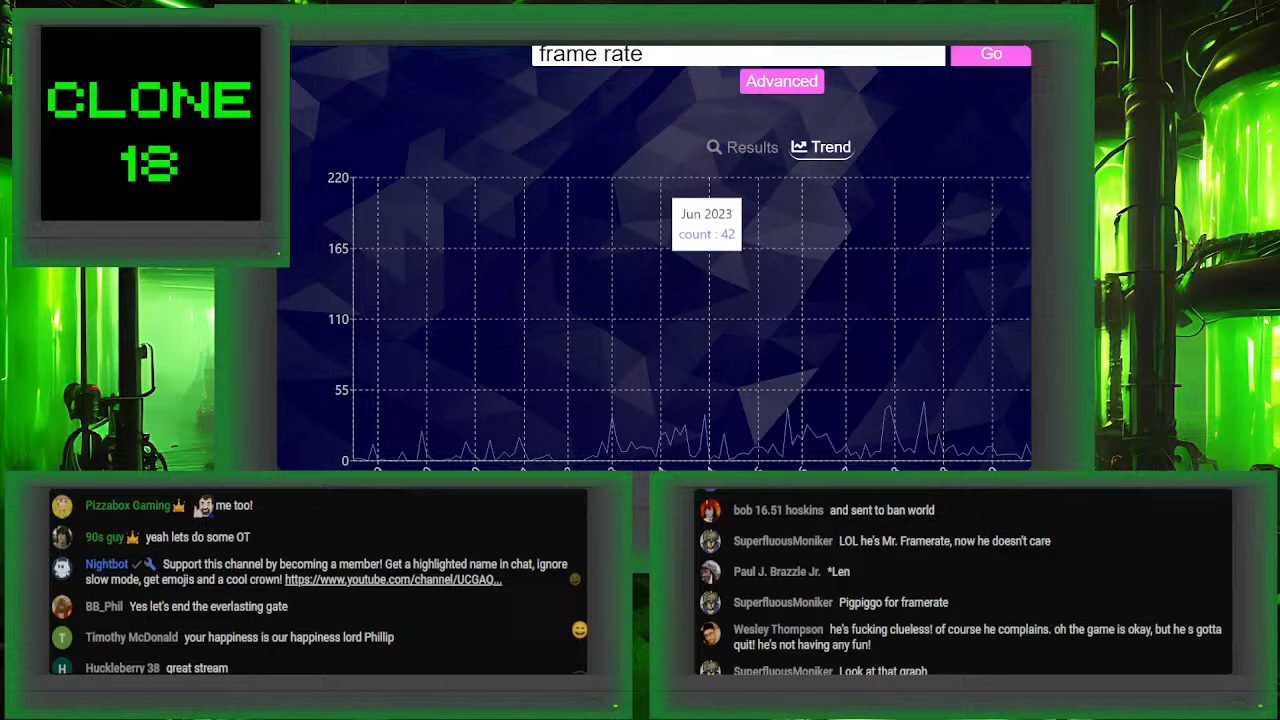 CLONE
18
frame rate
Go
Advanced
Results
Trend
220
165
110
55
0
Jun 2023
count : 42
Pizzabox Gaming me too!
90s guy yeah lets do some OT
Nightbot Support this channel by becoming a member! Get a highlighted name in chat, ignore
slow mode, get emojis and a cool crown! https://www.youtube.com/channel/UCGAO...
BB_Phil Yes let's end the everlasting gate
T Timothy McDonald your happiness is our happiness lord Phillip
H Huckleberry 38 great stream
bob 16.51 hoskins and sent to ban world
SuperfluousMoniker LOL he's Mr. Framerate, now he doesn't care
Paul J. Brazzle Jr. *Len
SuperfluousMoniker Pigpiggo for framerate
Wesley Thompson he's fucking clueless! of course he complains. oh the game is okay, but he s gotta
quit! he's not having any fun!
SuperfluousMoniker Look at that graph